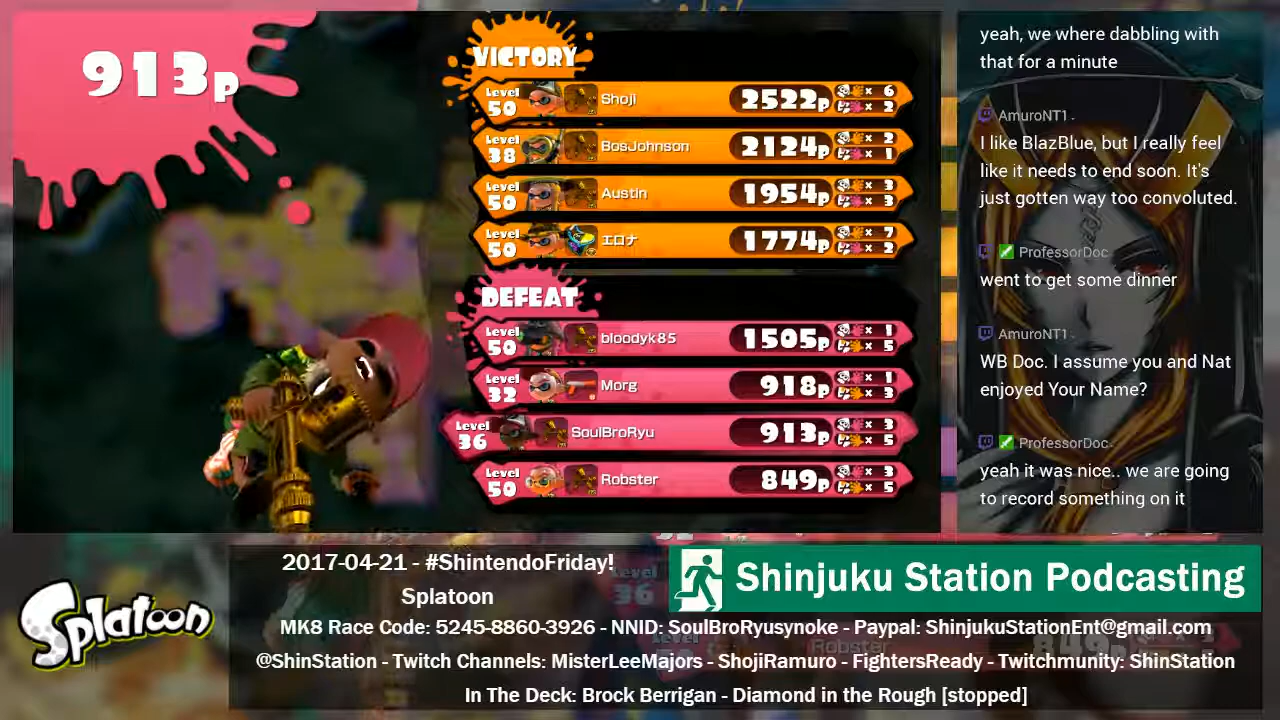 913p
VICTORY
Level 50 Shoji 2522p x 6 x 2
Level 38 BosJohnson 2124p x 2 x 1
Level 50 Austin 1954p x 3 x 3
Level 50 エロナ 1774p x 7 x 2
DEFEAT
Level 50 bloodyk85 1505p x 1 x 5
Level 32 Morg 918p x 1 x 3
Level 36 SoulBroRyu 913p x 3 x 5
Level 50 Robster 849p x 3 x 5
yeah, we where dabbling with
that for a minute
AmuroNT1
I like BlazBlue, but I really feel
like it needs to end soon. It's
just gotten way too convoluted.
ProfessorDoc
went to get some dinner
AmuroNT1
WB Doc. I assume you and Nat
enjoyed Your Name?
ProfessorDoc
yeah it was nice.. we are going
to record something on it
Splatoon
2017-04-21 - #ShintendoFriday!
Splatoon
Shinjuku Station Podcasting
Level
36
Robster 849p
MK8 Race Code: 5245-8860-3926 - NNID: SoulBroRyusynoke - Paypal: ShinjukuStationEnt@gmail.com
@ShinStation - Twitch Channels: MisterLeeMajors - ShojiRamuro - FightersReady - Twitchmunity: ShinStation
In The Deck: Brock Berrigan - Diamond in the Rough [stopped]